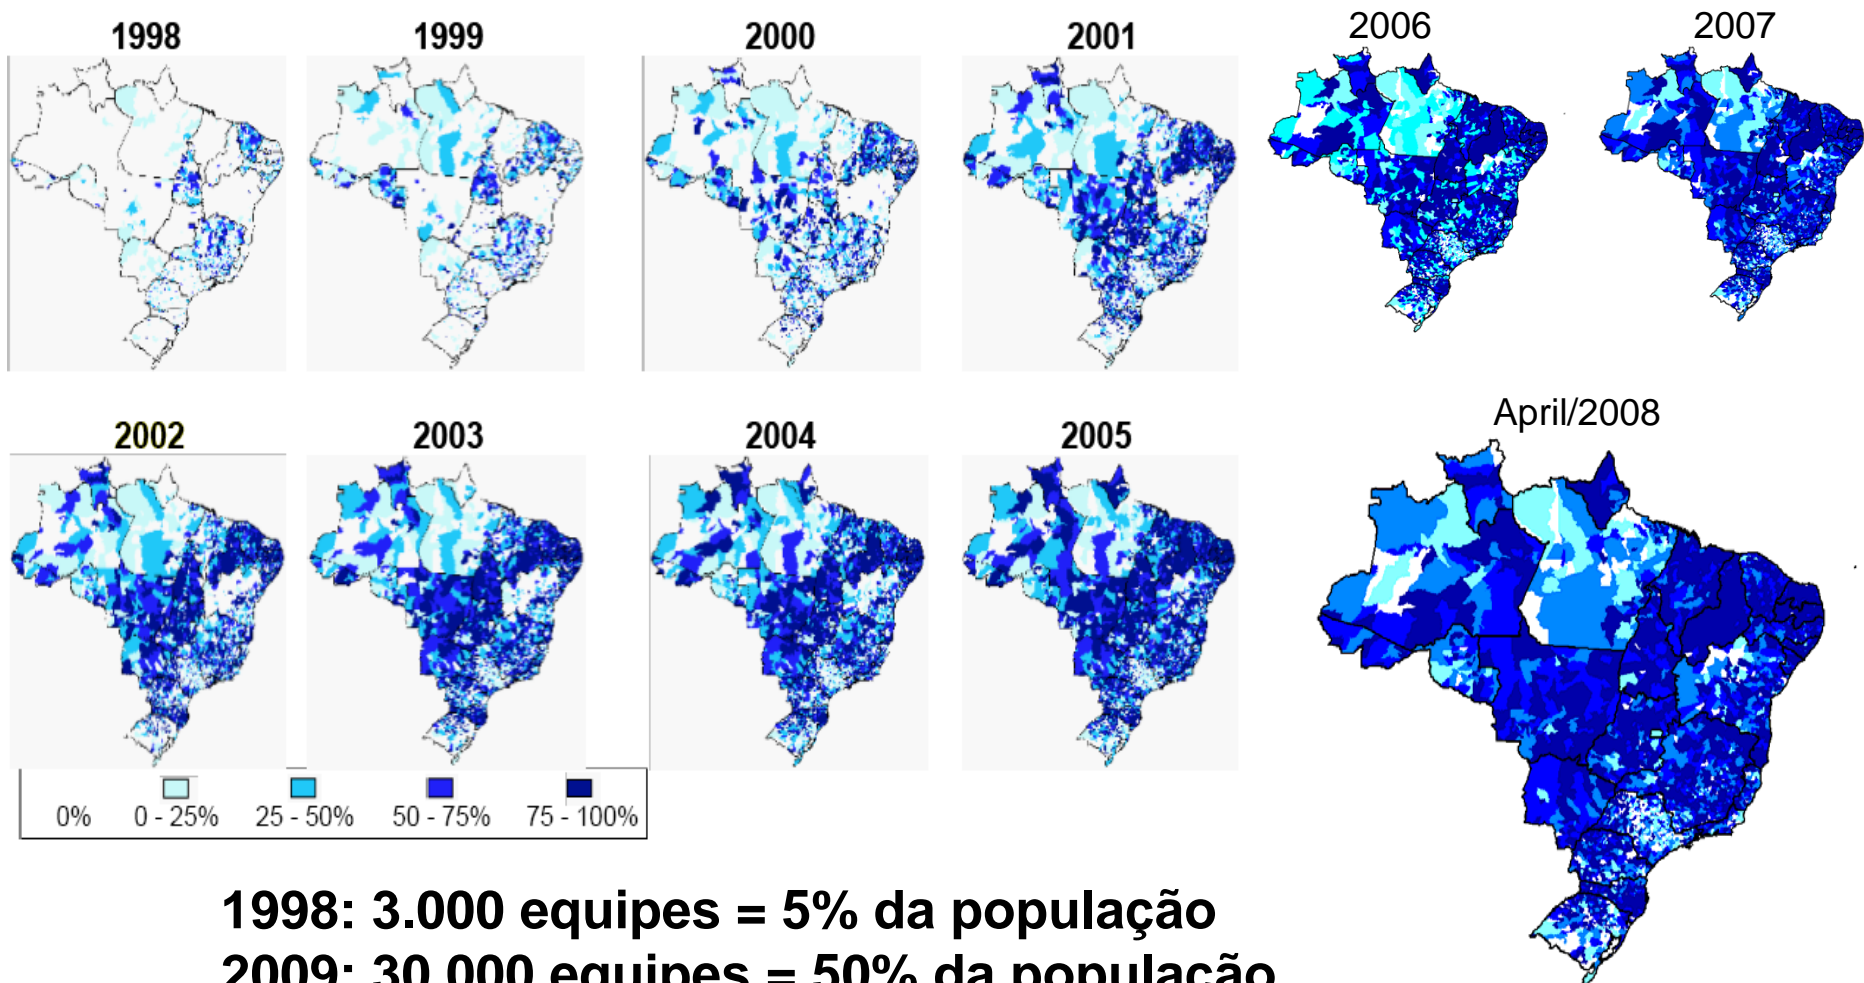 1998 1999 2000 2001 2006 2007
April/2008
2002 2003 2004 2005
0% 0 - 25% 25 - 50% 50 - 75% 75 - 100%
1998: 3.000 equipes = 5% da população
2009: 30.000 equipes = 50% da população